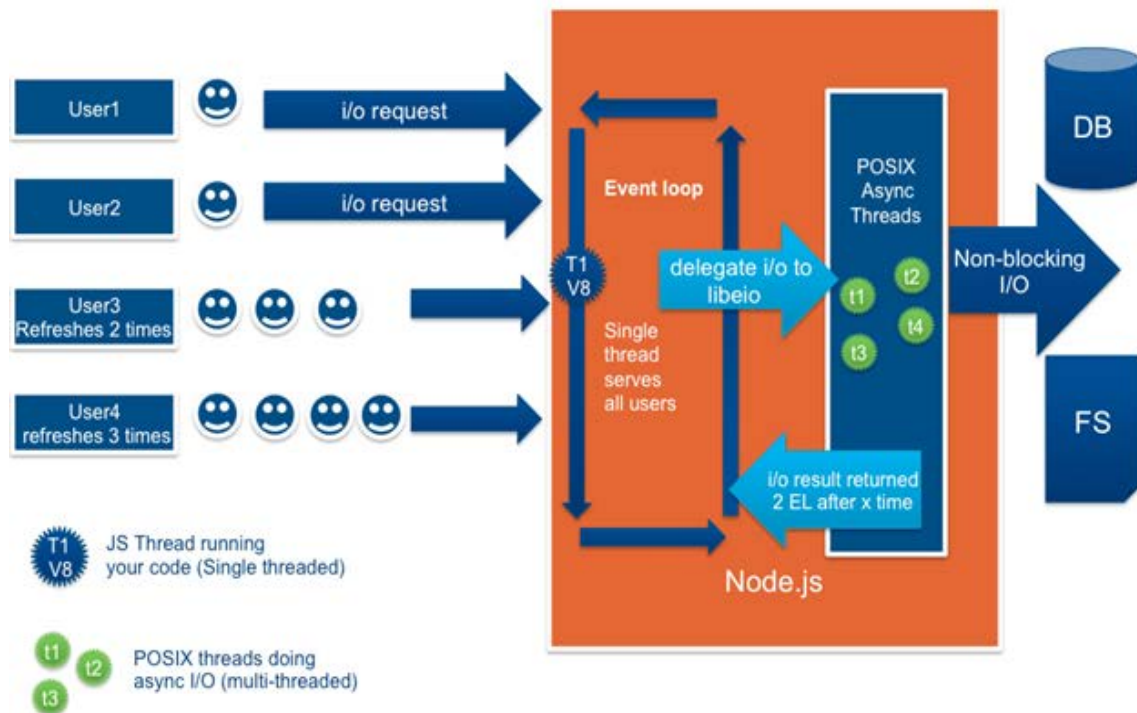 User1
i/o request
User2
i/o request
User3
Refreshes 2 times
User4
refreshes 3 times
T1
V8
JS Thread running
your code (Single threaded)
t1
t2
t3
POSIX threads doing
async I/O (multi-threaded)
Event loop
T1
V8
delegate i/o to
libeio
Single
thread
serves
all users
POSIX
Async
Threads
t1
t2
t3
t4
i/o result returned
2 EL after x time
Node.js
Non-blocking
I/O
DB
FS